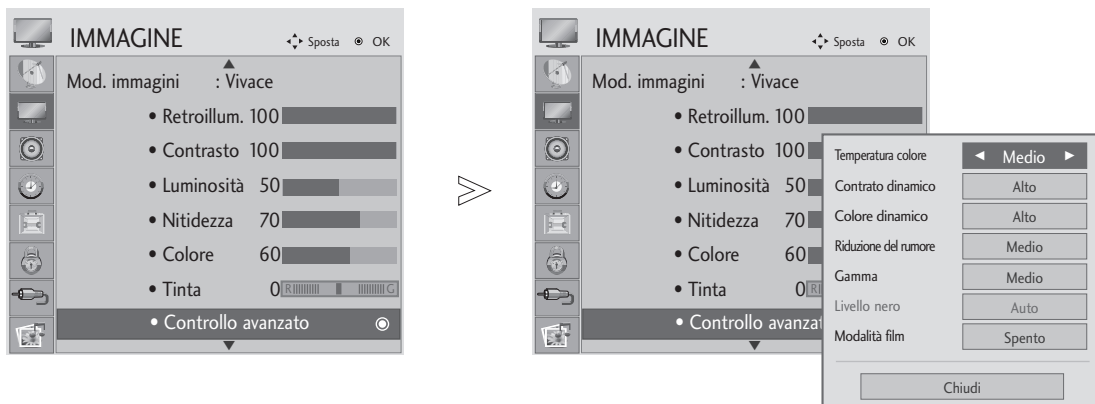 IMMAGINE
Sposta OK
Mod. immagini : Vivace
• Retroillum. 100
• Contrasto 100
• Luminosità 50
• Nitidezza 70
• Colore 60
• Tinta 0 R G
• Controllo avanzato
IMMAGINE
Sposta OK
Mod. immagini : Vivace
• Retroillum. 100
• Contrasto 100
• Luminosità 50
• Nitidezza 70
• Colore 60
• Tinta 0 R
• Controllo avanzat
Temperatura colore Medio
Contrato dinamico Alto
Colore dinamico Alto
Riduzione del rumore Medio
Gamma Medio
Livello nero Auto
Modalità film Spento
Chiudi